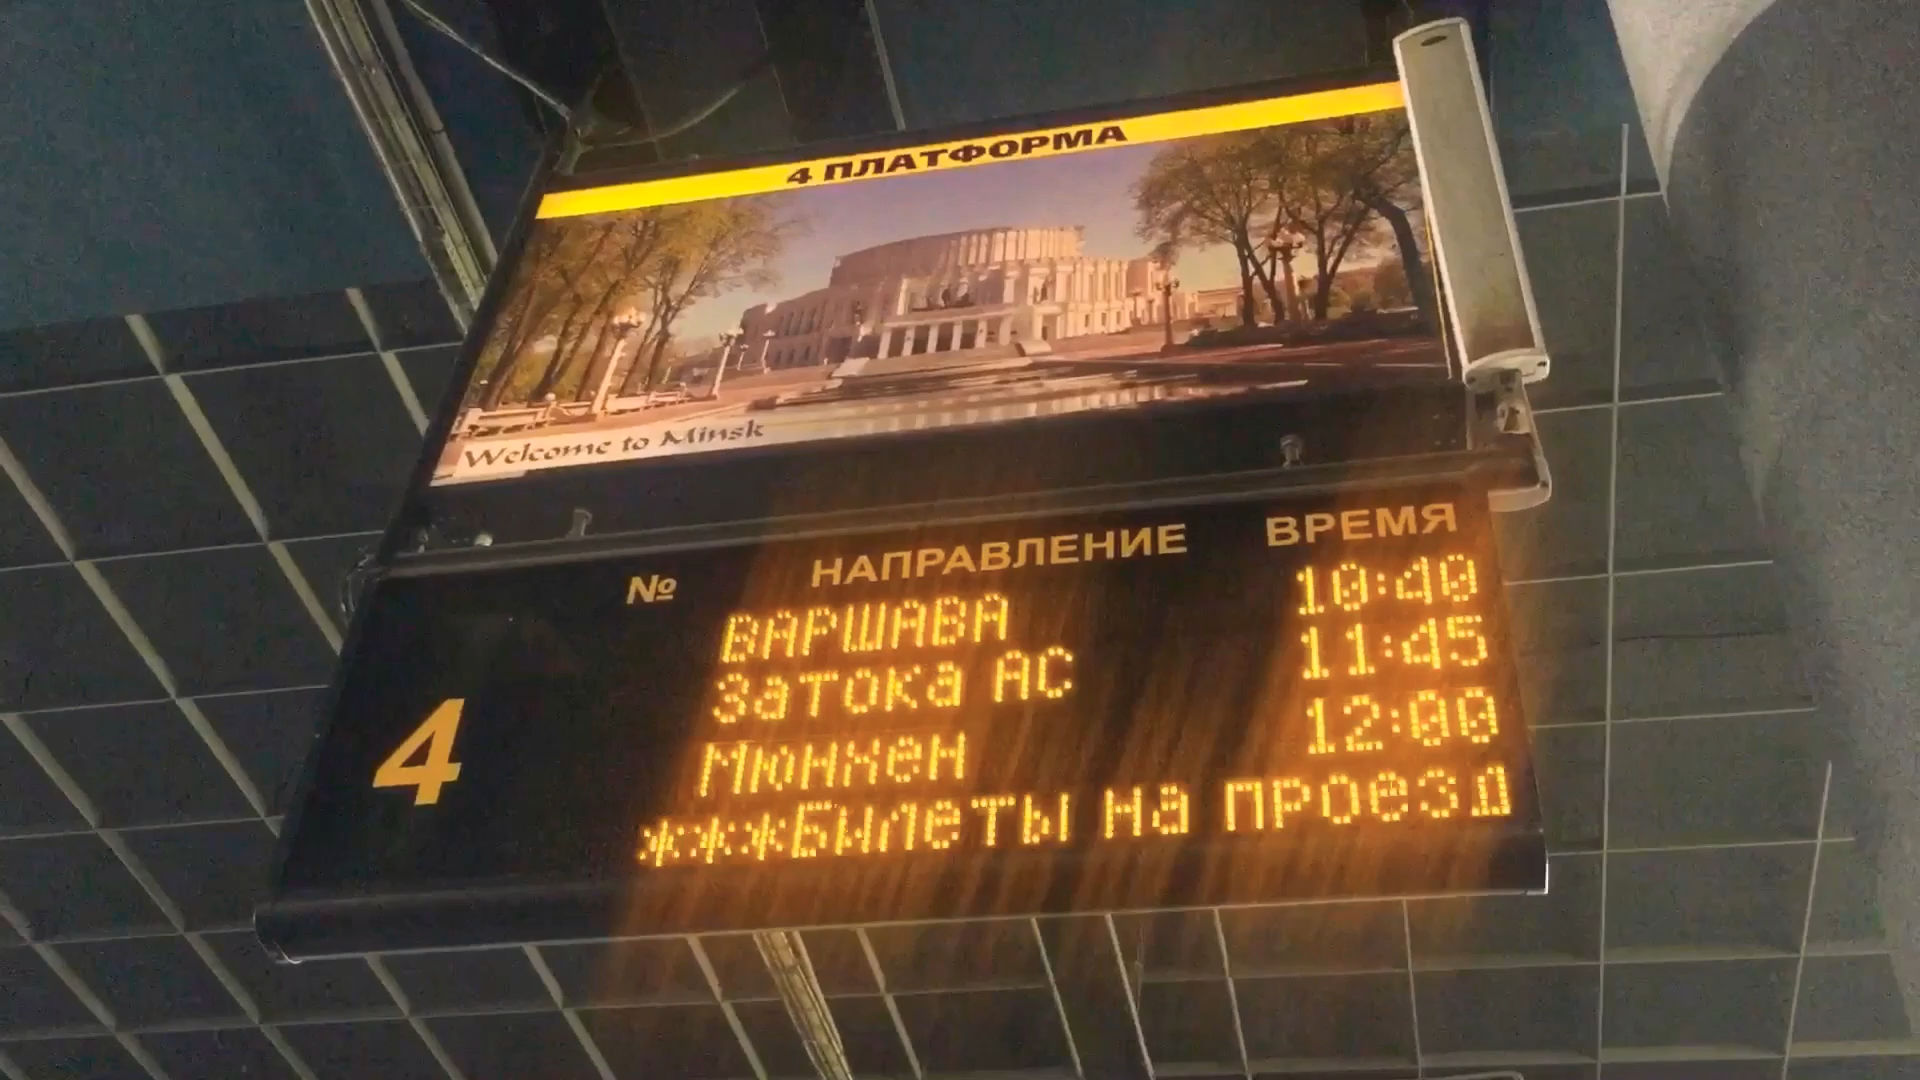 4 ПЛАТФОРМА
Welcome to Minsk
№ НАПРАВЛЕНИЕ ВРЕМЯ
ВАРШАВА 10:40
Затока АС 11:45
Мюнхен 12:00
жжжБилеты на проезд
4